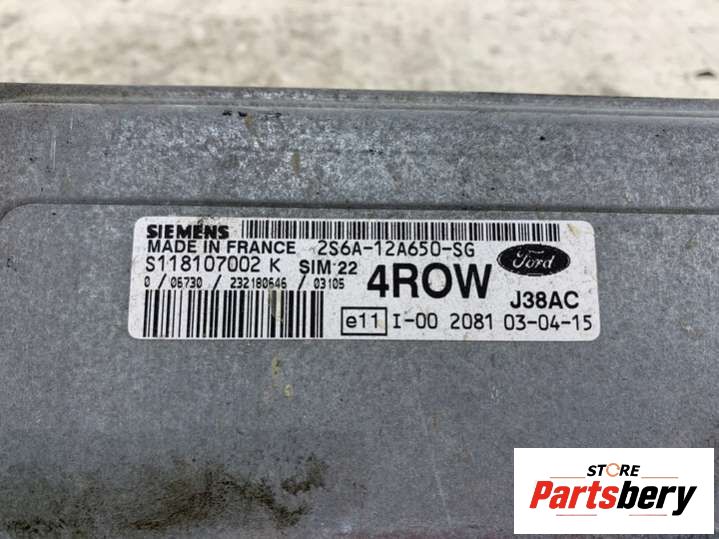 SIEMENS
MADE IN FRANCE 2S6A-12A650-SG
S118107002 K SIM 22 4ROW
Ford
0 / 06730 / 232180646 / 03105
J38AC
e11 I-00 2081 03-04-15
STORE
Partsbery